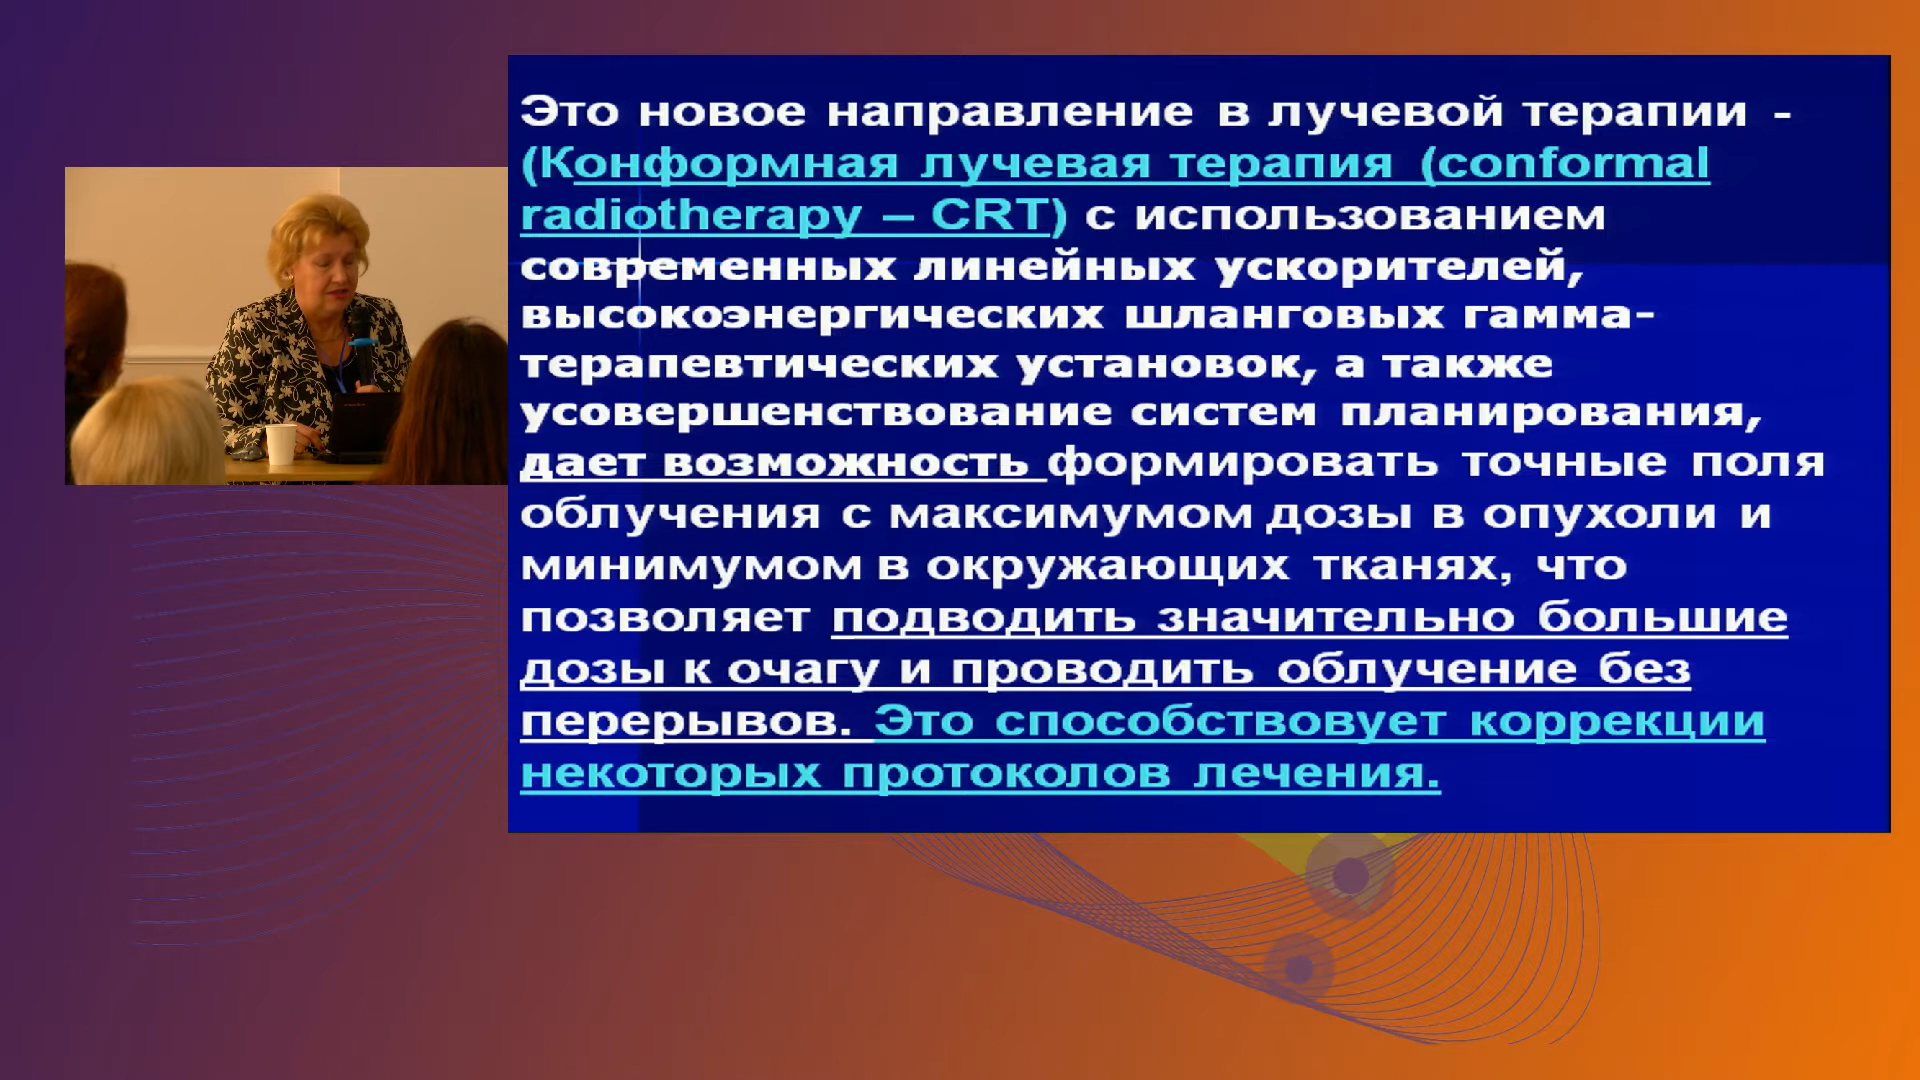 Это новое направление в лучевой терапии -
(Конформная лучевая терапия (conformal
radiotherapy – CRT) с использованием
современных линейных ускорителей,
высокоэнергических шланговых гамма-
терапевтических установок, а также
усовершенствование систем планирования,
дает возможность формировать точные поля
облучения с максимумом дозы в опухоли и
минимумом в окружающих тканях, что
позволяет подводить значительно большие
дозы к очагу и проводить облучение без
перерывов. Это способствовует коррекции
некоторых протоколов лечения.